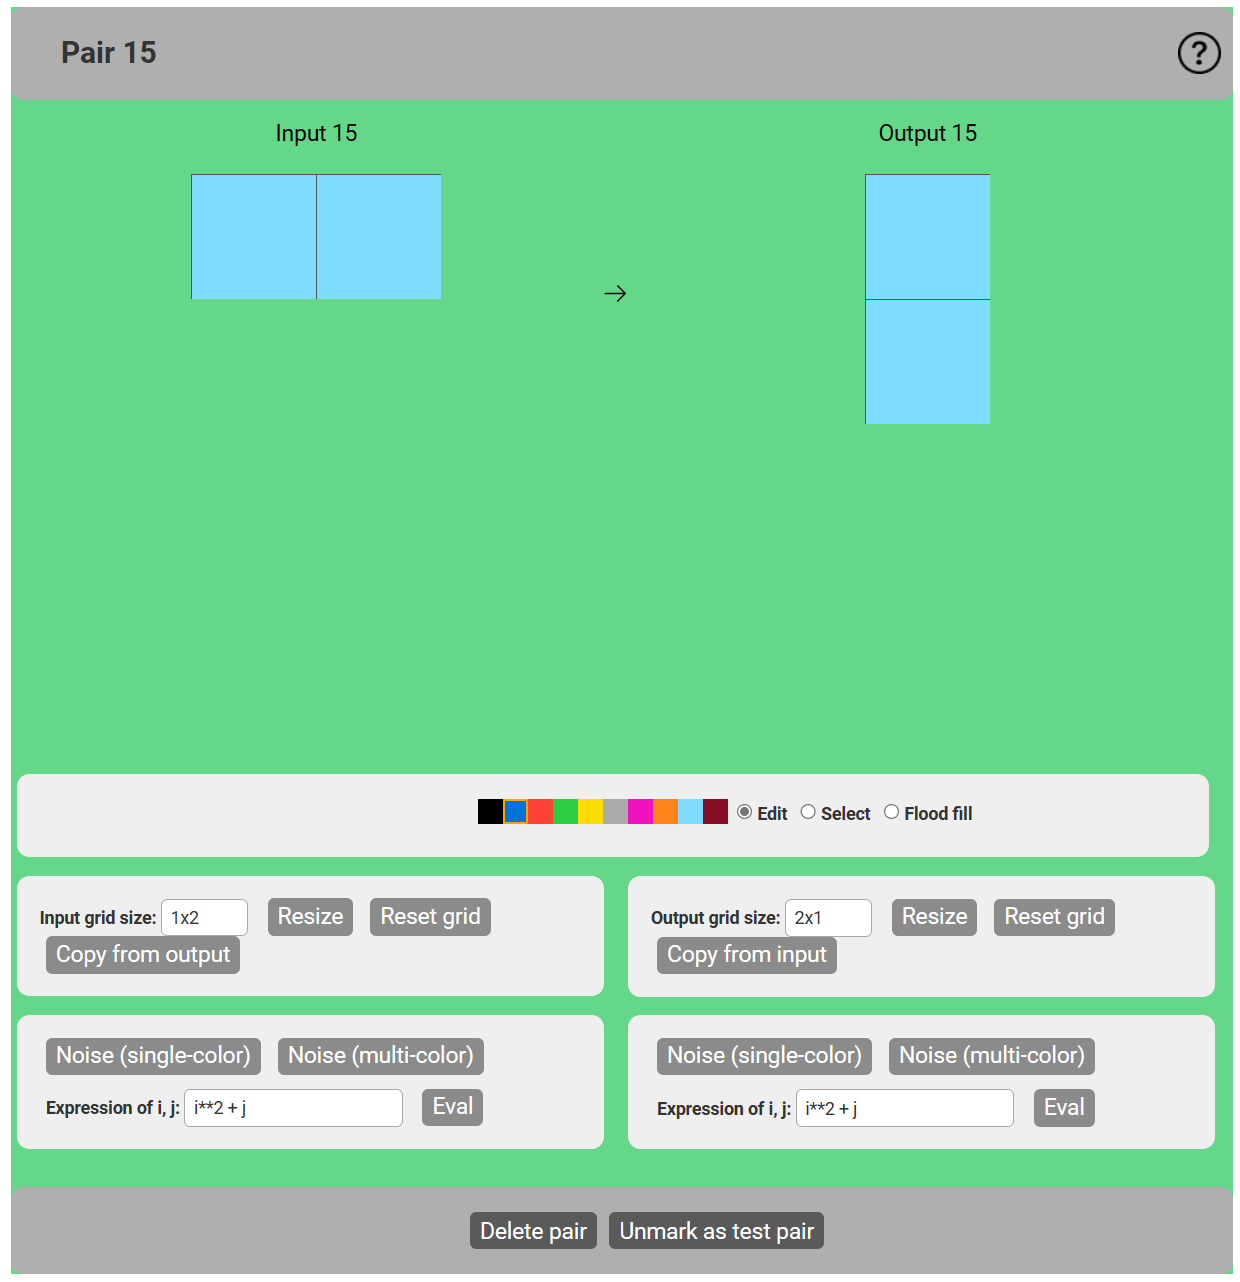 Pair 15
?
Input 15
Output 15
→
Edit Select Flood fill
Input grid size: 1x2 Resize Reset grid
Copy from output
Output grid size: 2x1 Resize Reset grid
Copy from input
Noise (single-color) Noise (multi-color)
Expression of i, j: i**2 + j Eval
Noise (single-color) Noise (multi-color)
Expression of i, j: i**2 + j Eval
Delete pair Unmark as test pair